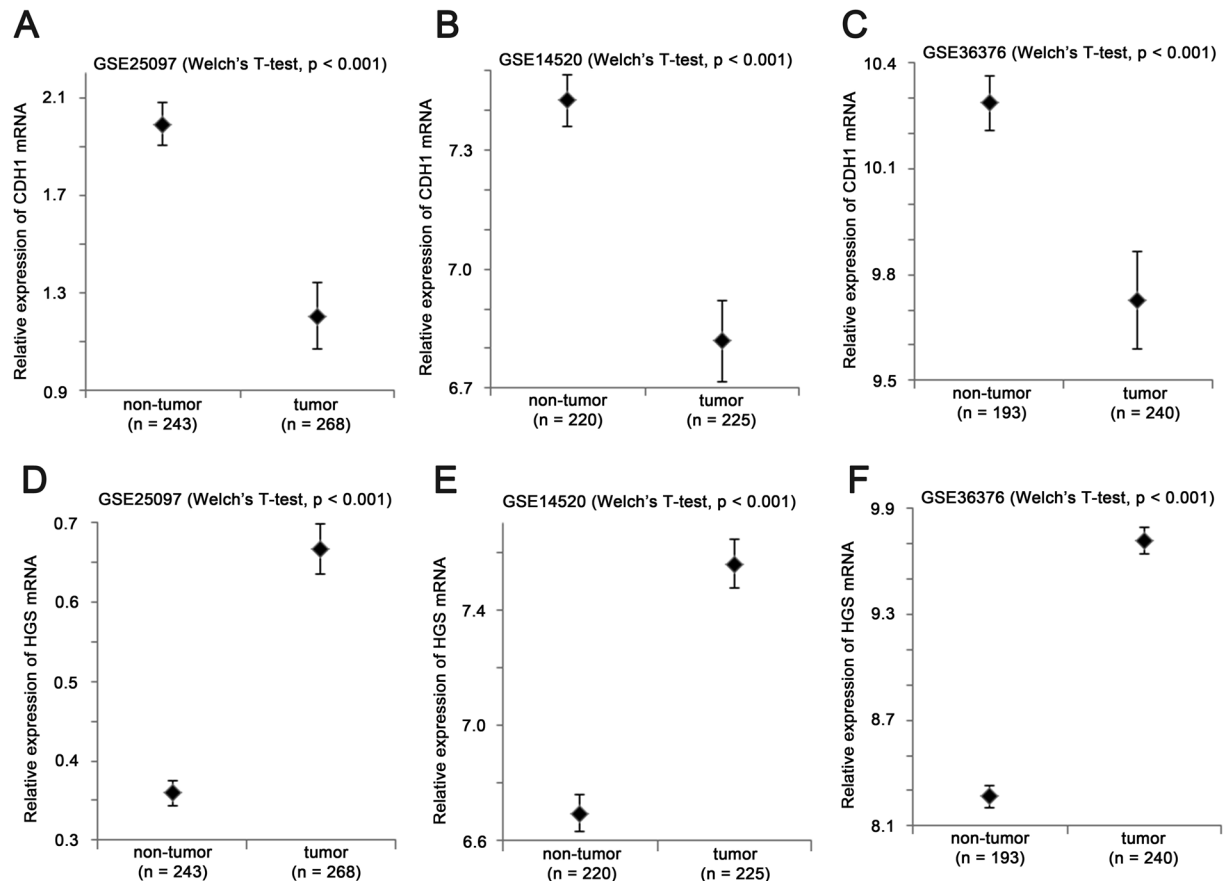 A
GSE25097 (Welch's T-test, p < 0.001)
Relative expression of CDH1 mRNA
2.1
1.7
1.3
0.9
non-tumor
(n = 243)
tumor
(n = 268)
B
GSE14520 (Welch's T-test, p < 0.001)
Relative expression of CDH1 mRNA
7.3
7.0
6.7
non-tumor
(n = 220)
tumor
(n = 225)
C
GSE36376 (Welch's T-test, p < 0.001)
Relative expression of CDH1 mRNA
10.4
10.1
9.8
9.5
non-tumor
(n = 193)
tumor
(n = 240)
D
GSE25097 (Welch's T-test, p < 0.001)
Relative expression of HGS mRNA
0.7
0.6
0.5
0.4
0.3
non-tumor
(n = 243)
tumor
(n = 268)
E
GSE14520 (Welch's T-test, p < 0.001)
Relative expression of HGS mRNA
7.4
7.0
6.6
non-tumor
(n = 220)
tumor
(n = 225)
F
GSE36376 (Welch's T-test, p < 0.001)
Relative expression of HGS mRNA
9.9
9.3
8.7
8.1
non-tumor
(n = 193)
tumor
(n = 240)